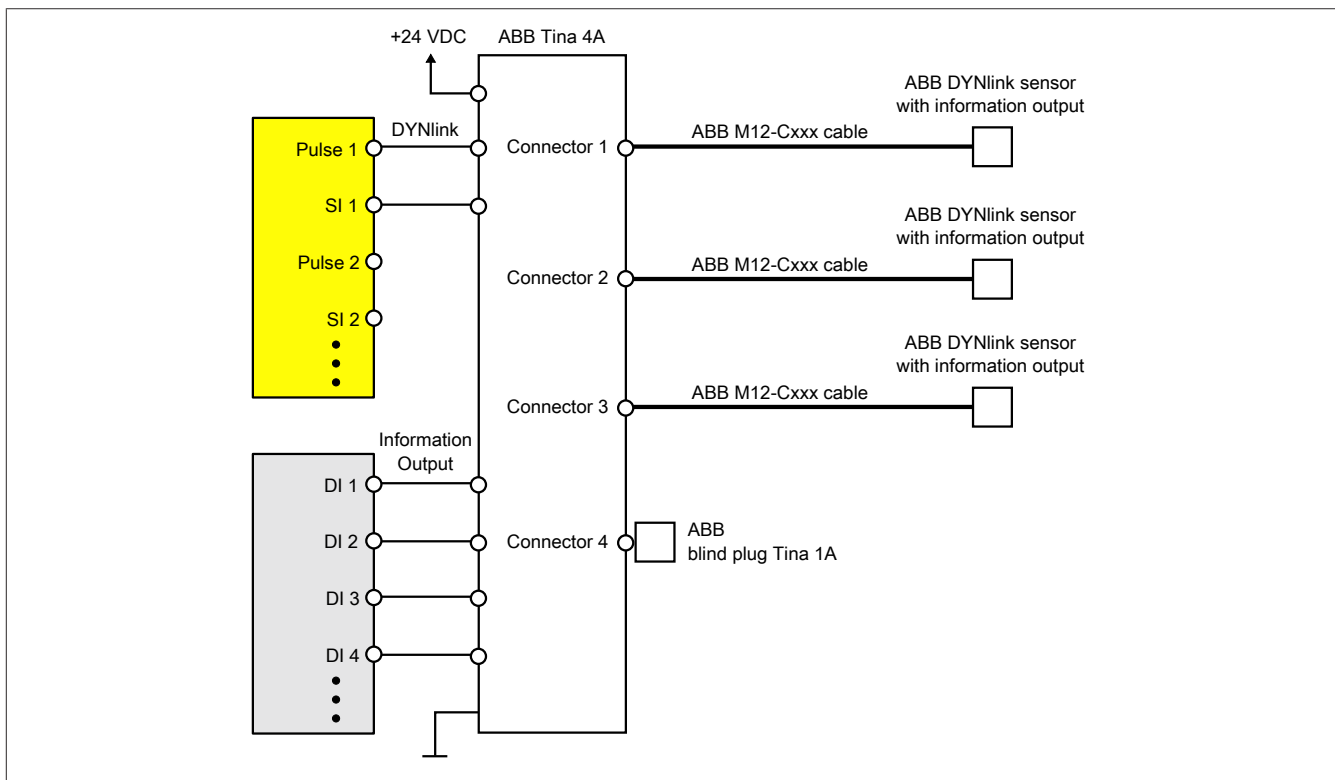 +24 VDC
ABB Tina 4A
ABB DYNlink sensor
with information output
DYNlink
Pulse 1
Connector 1
ABB M12-Cxxx cable
SI 1
ABB DYNlink sensor
with information output
Pulse 2
Connector 2
ABB M12-Cxxx cable
SI 2
ABB DYNlink sensor
with information output
Connector 3
ABB M12-Cxxx cable
Information
Output
DI 1
DI 2
Connector 4
ABB
blind plug Tina 1A
DI 3
DI 4